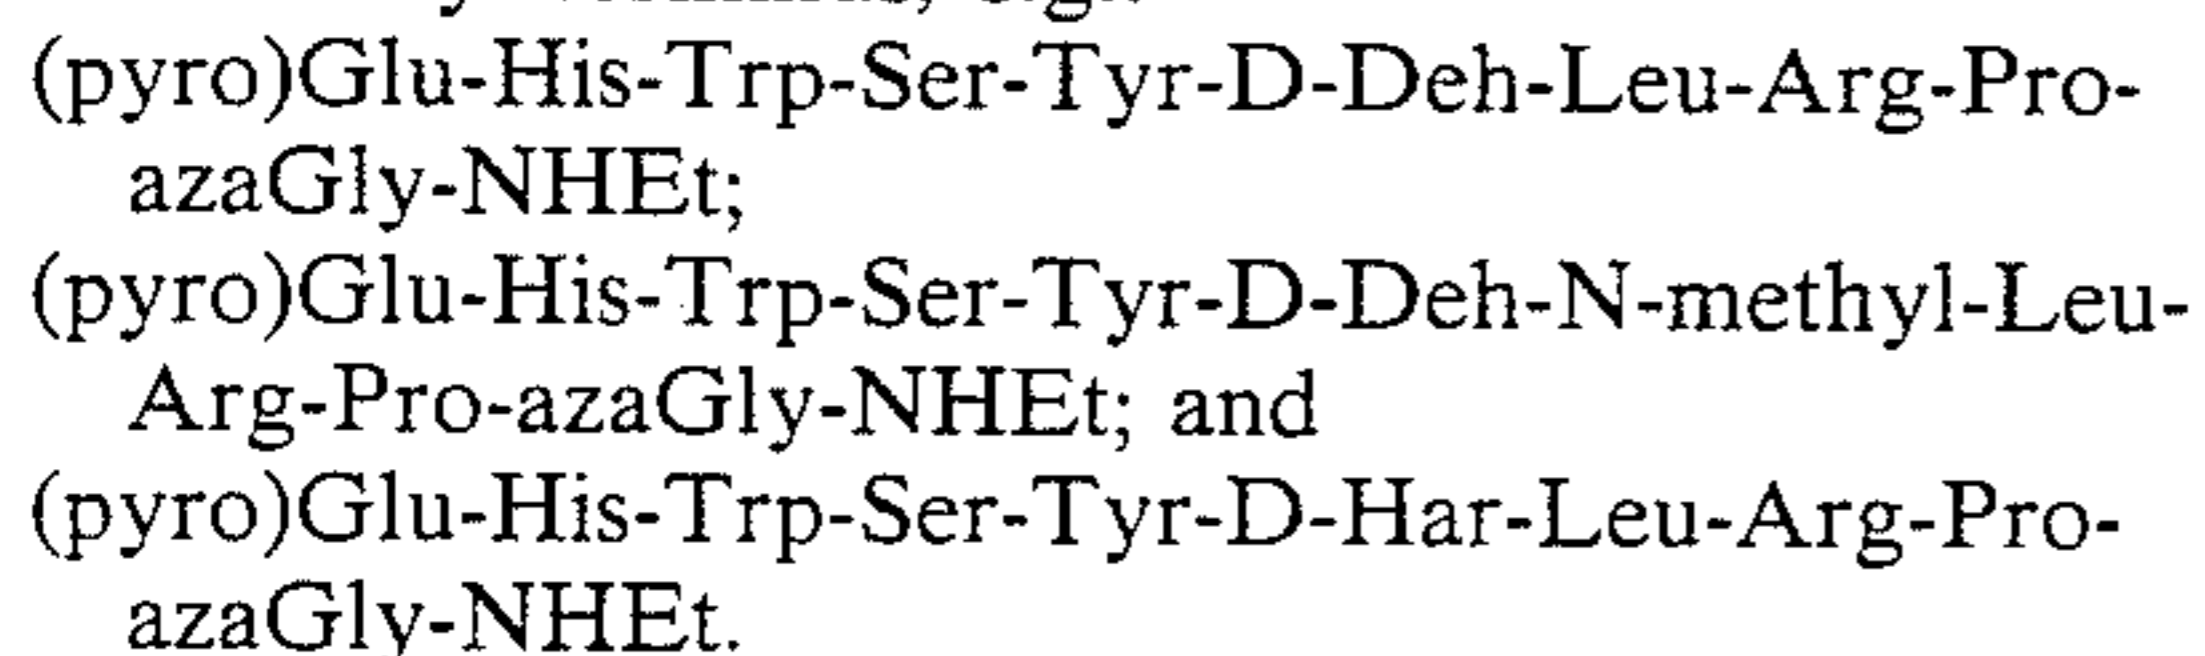 (pyro)Glu-His-Trp-Ser-Tyr-D-Deh-Leu-Arg-Pro-
azaGly-NHEt;
(pyro)Glu-His-Trp-Ser-Tyr-D-Deh-N-methyl-Leu-
Arg-Pro-azaGly-NHEt; and
(pyro)Glu-His-Trp-Ser-Tyr-D-Har-Leu-Arg-Pro-
azaGly-NHEt.